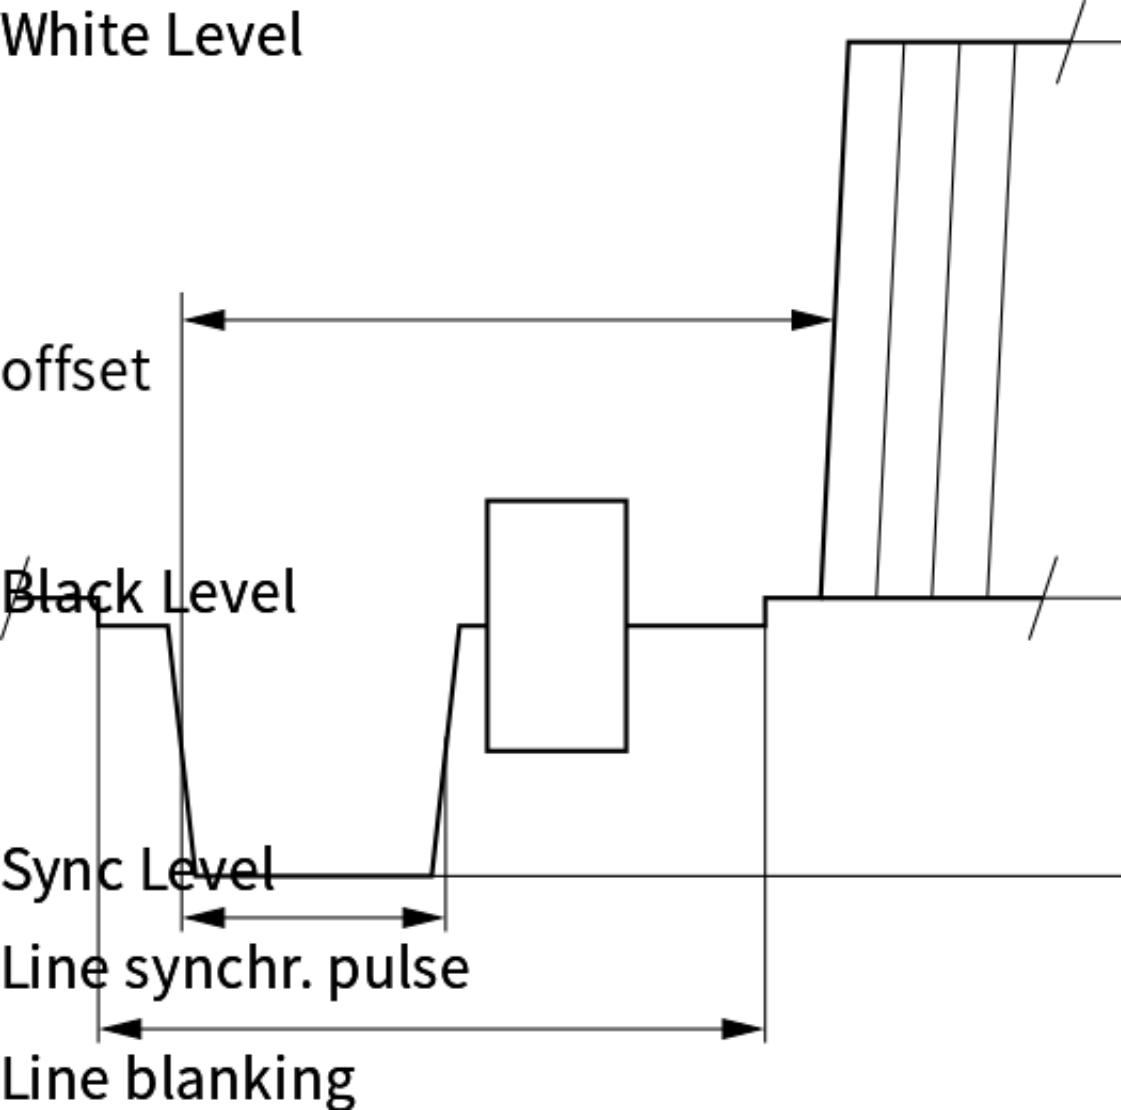 White Level
offset
Black Level
Sync Level
Line synchr. pulse
Line blanking